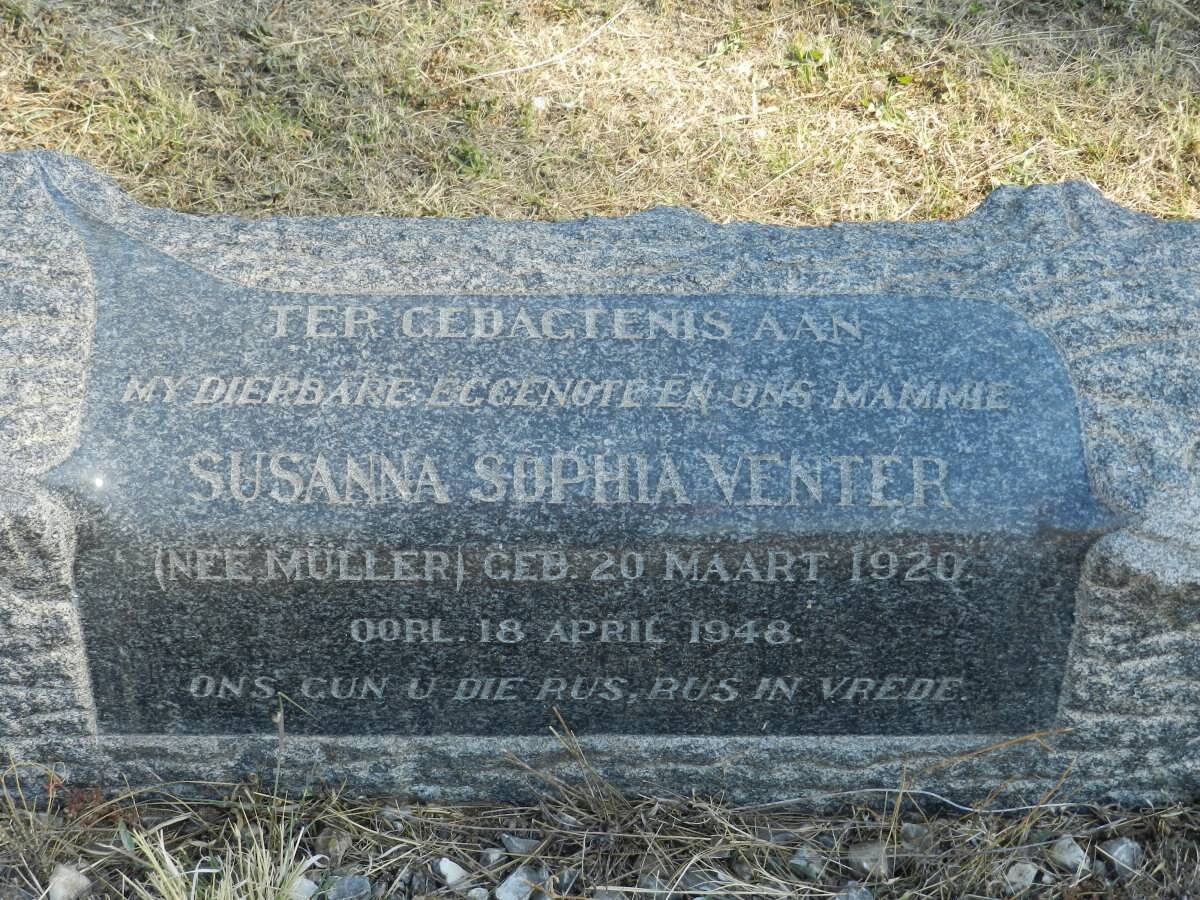 TER GEDAGTENIS AAN
MY DIERBARE EGGENOTE EN ONS MAMMIE
SUSANNA SOPHIA VENTER
(NEE MULLER) GEB. 20 MAART 1920.
OORL. 18 APRIL 1948.
ONS GUN U DIE RUS, RUS IN VREDE.